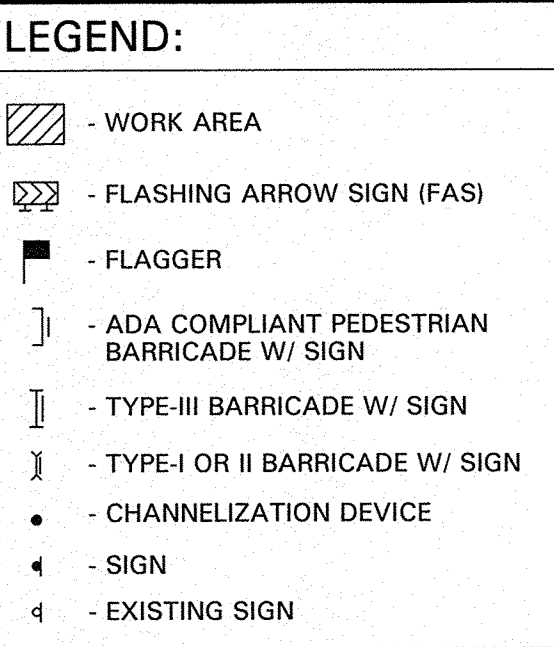 LEGEND:
- WORK AREA
- FLASHING ARROW SIGN (FAS)
- FLAGGER
- ADA COMPLIANT PEDESTRIAN
BARRICADE W/ SIGN
- TYPE-III BARRICADE W/ SIGN
- TYPE-I OR II BARRICADE W/ SIGN
- CHANNELIZATION DEVICE
- SIGN
- EXISTING SIGN